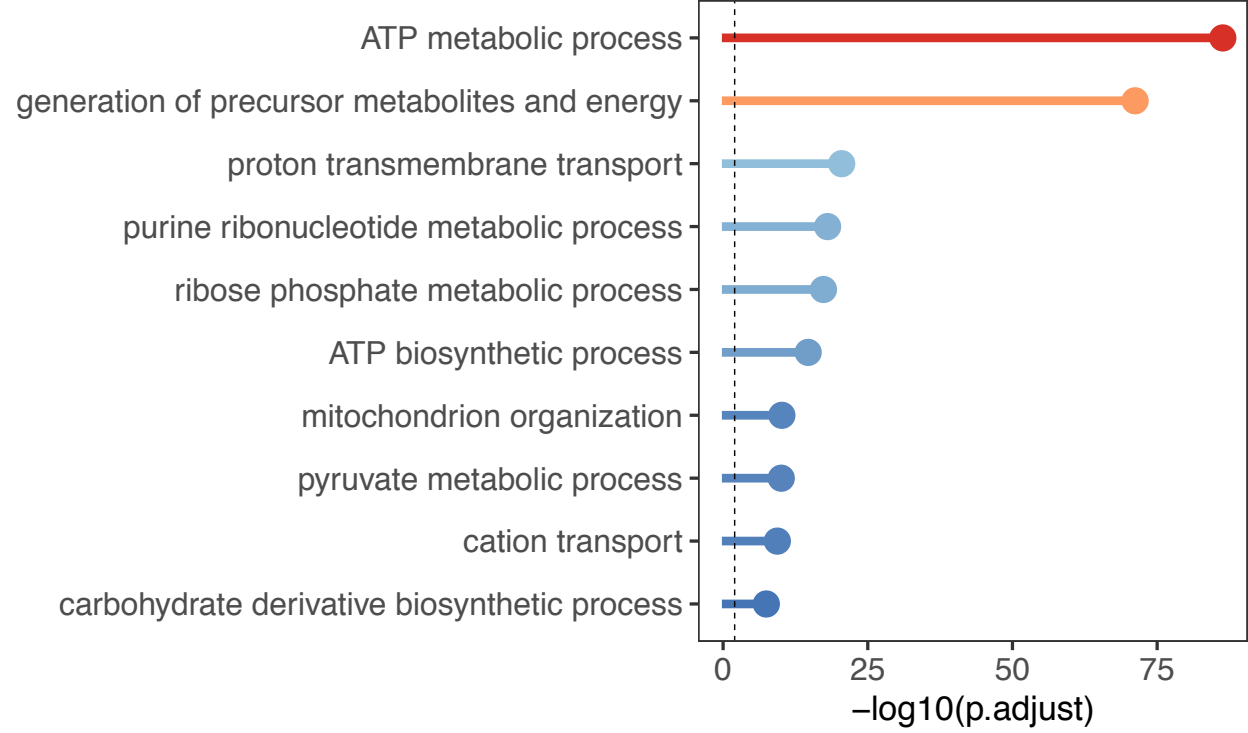 ATP metabolic process
generation of precursor metabolites and energy
proton transmembrane transport
purine ribonucleotide metabolic process
ribose phosphate metabolic process
ATP biosynthetic process
mitochondrion organization
pyruvate metabolic process
cation transport
carbohydrate derivative biosynthetic process
0 25 50 75
−log10(p.adjust)